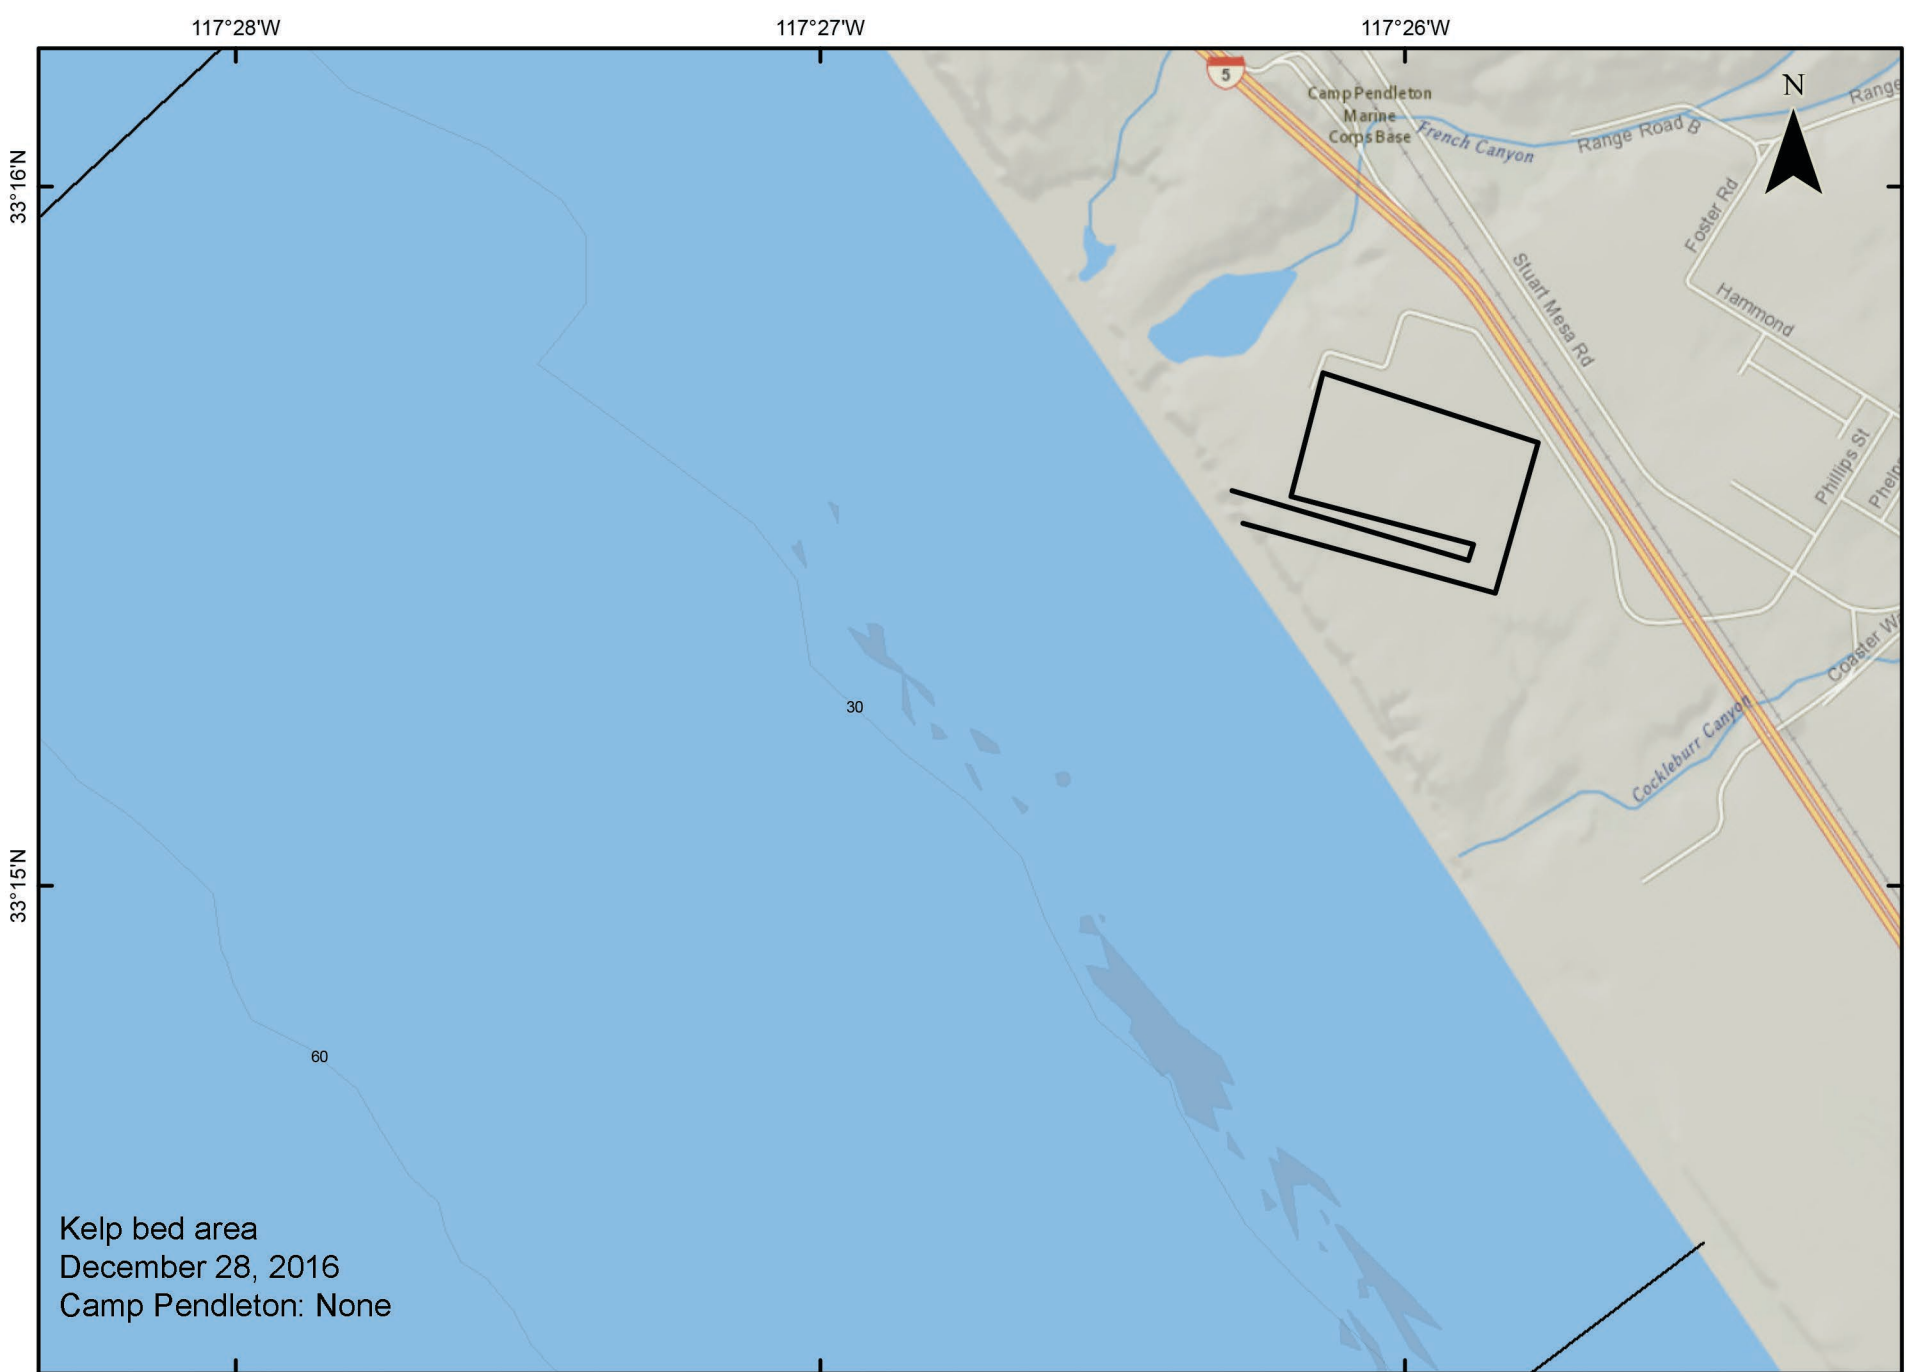 117°28'W
117°27'W
117°26'W
33°16'N
33°15'N
5
Camp Pendleton
Marine
Corps Base
French Canyon
Range Road B
Range
N
Foster Rd
Stuart Mesa Rd
Hammond
Phillips St
Coaster Wa
Cockleburr Canyon
30
60
Kelp bed area
December 28, 2016
Camp Pendleton: None